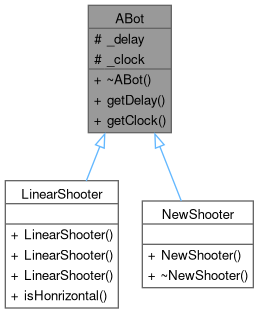 ABot
# _delay
# _clock
+ ~ABot()
+ getDelay()
+ getClock()
LinearShooter
+ LinearShooter()
+ LinearShooter()
+ LinearShooter()
+ isHonrizontal()
NewShooter
+ NewShooter()
+ ~NewShooter()